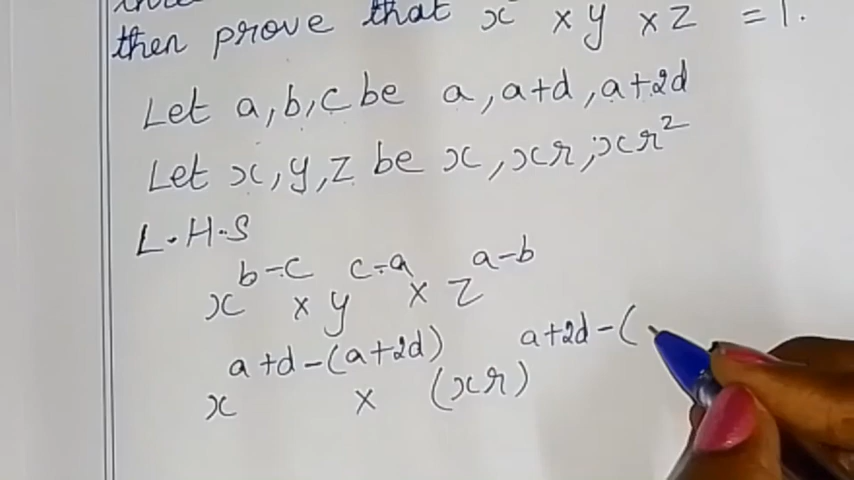 then prove that x × y × z = 1.
Let a, b, c be a, a+d, a+2d
Let x, y, z be x, xr, xr²
L.H.S
x^(b-c) × y^(c-a) × z^(a-b)
x^(a+d-(a+2d)) × (xr)^(a+2d-(